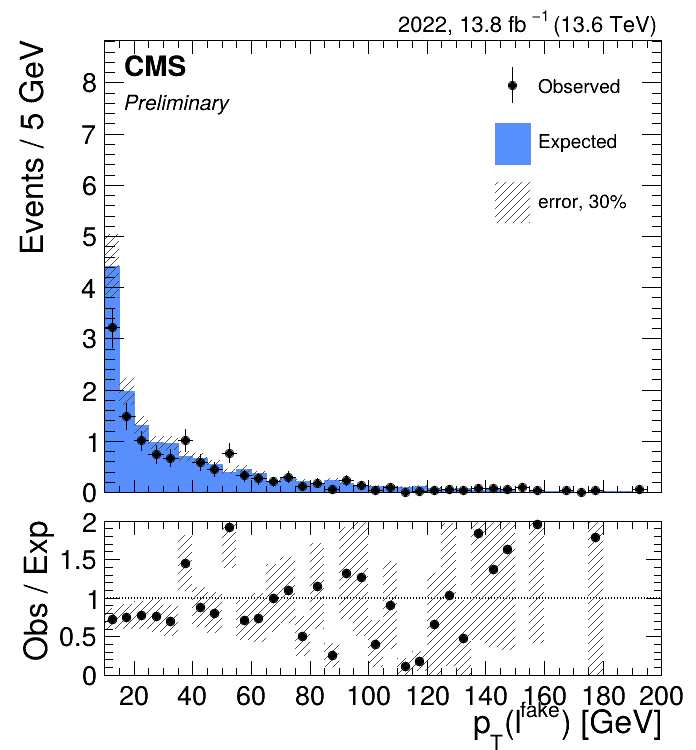 2022, 13.8 fb⁻¹ (13.6 TeV)
CMS
Preliminary
Observed
Expected
error, 30%
Events / 5 GeV
8
7
6
5
4
3
2
1
0
Obs / Exp
2
1.5
1
0.5
0
20 40 60 80 100 120 140 160 180 200
p_T(l^fake) [GeV]